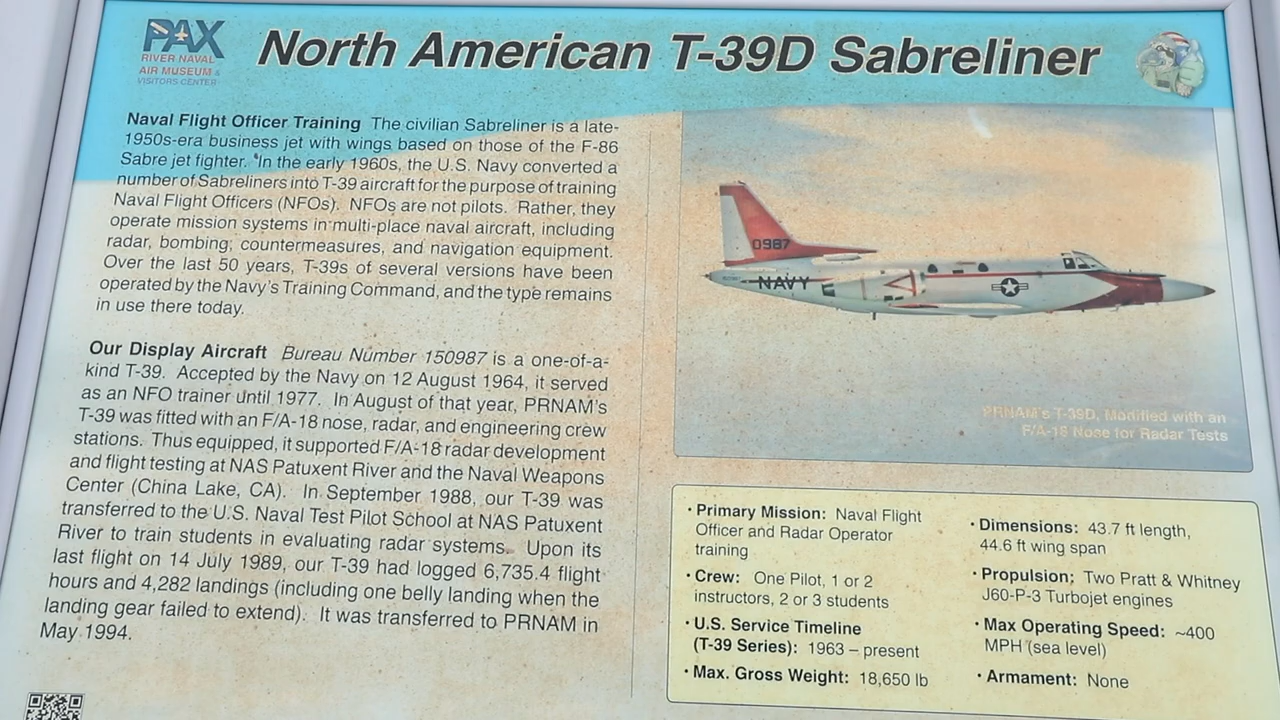 PAX
RIVER NAVAL
AIR MUSEUM &
VISITORS CENTER
North American T-39D Sabreliner
Naval Flight Officer Training The civilian Sabreliner is a late-
1950s-era business jet with wings based on those of the F-86
Sabre jet fighter. In the early 1960s, the U.S. Navy converted a
number of Sabreliners into T-39 aircraft for the purpose of training
Naval Flight Officers (NFOs). NFOs are not pilots. Rather, they
operate mission systems in multi-place naval aircraft, including
radar, bombing, countermeasures, and navigation equipment.
Over the last 50 years, T-39s of several versions have been
operated by the Navy's Training Command, and the type remains
in use there today.
Our Display Aircraft Bureau Number 150987 is a one-of-a-
kind T-39. Accepted by the Navy on 12 August 1964, it served
as an NFO trainer until 1977. In August of that year, PRNAM's
T-39 was fitted with an F/A-18 nose, radar, and engineering crew
stations. Thus equipped, it supported F/A-18 radar development
and flight testing at NAS Patuxent River and the Naval Weapons
Center (China Lake, CA). In September 1988, our T-39 was
transferred to the U.S. Naval Test Pilot School at NAS Patuxent
River to train students in evaluating radar systems. Upon its
last flight on 14 July 1989, our T-39 had logged 6,735.4 flight
hours and 4,282 landings (including one belly landing when the
landing gear failed to extend). It was transferred to PRNAM in
May 1994.
0987
NAVY
PRNAM's T-39D, Modified with an
F/A-18 Nose for Radar Tests
• Primary Mission: Naval Flight
Officer and Radar Operator
training
• Crew: One Pilot, 1 or 2
instructors, 2 or 3 students
• U.S. Service Timeline
(T-39 Series): 1963 – present
• Max. Gross Weight: 18,650 lb
• Dimensions: 43.7 ft length,
44.6 ft wing span
• Propulsion: Two Pratt & Whitney
J60-P-3 Turbojet engines
• Max Operating Speed: ~400
MPH (sea level)
• Armament: None